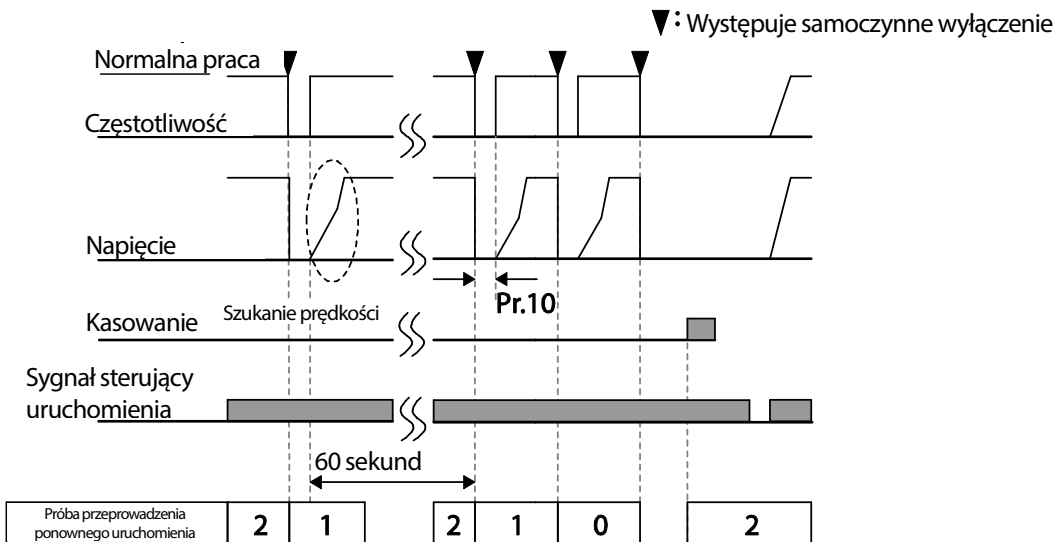 ▼: Występuje samoczynne wyłączenie
Normalna praca
Częstotliwość
Napięcie
Pr.10
Kasowanie
Szukanie prędkości
Sygnał sterujący
uruchomienia
60 sekund
Próba przeprowadzenia
ponownego uruchomienia
2 1 2 1 0 2